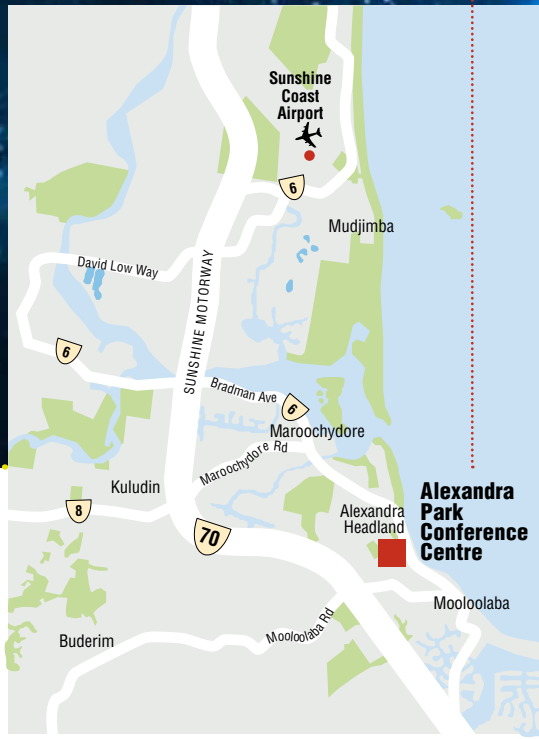 Sunshine
Coast
Airport
6
Mudjimba
David Low Way
SUNSHINE MOTORWAY
6
Bradman Ave
6
Maroochydore
Maroochydore Rd
Kuludin
8
70
Alexandra
Headland
Alexandra
Park
Conference
Centre
Mooloolaba
Mooloolaba Rd
Buderim